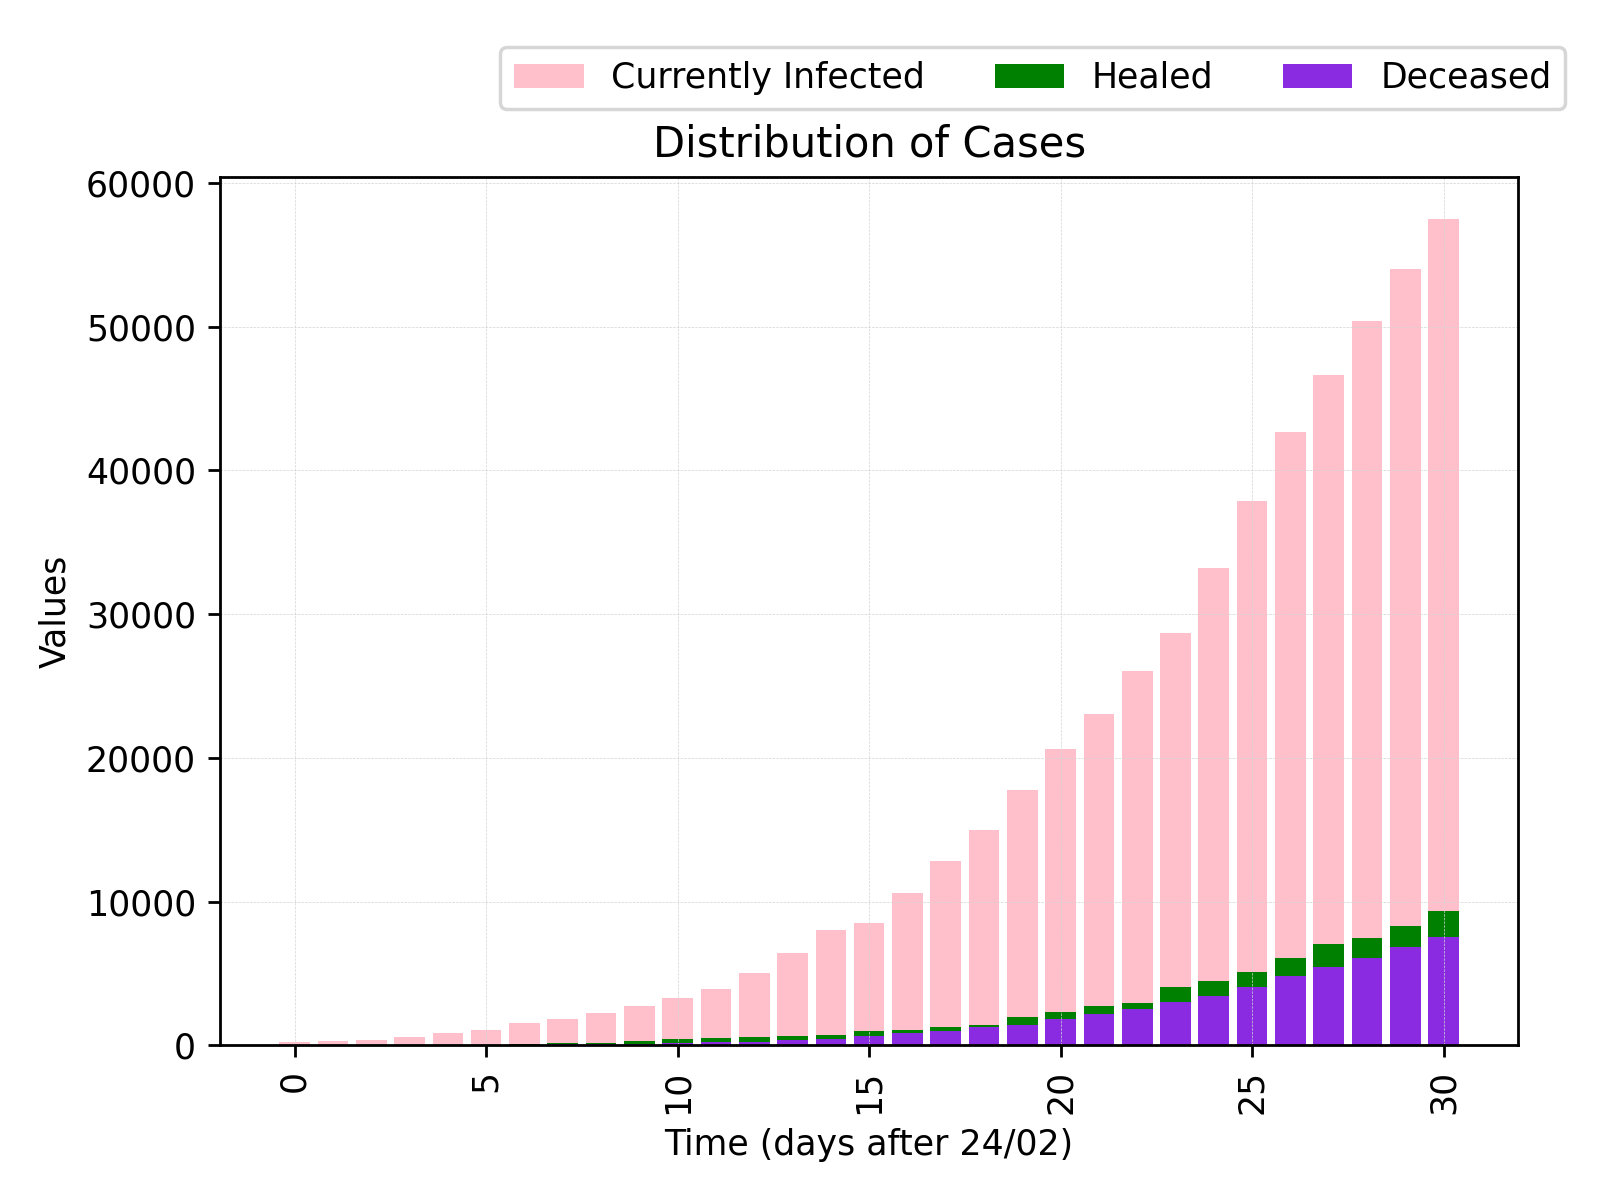 Currently Infected Healed Deceased
Distribution of Cases
Values
60000
50000
40000
30000
20000
10000
0
0 5 10 15 20 25 30
Time (days after 24/02)